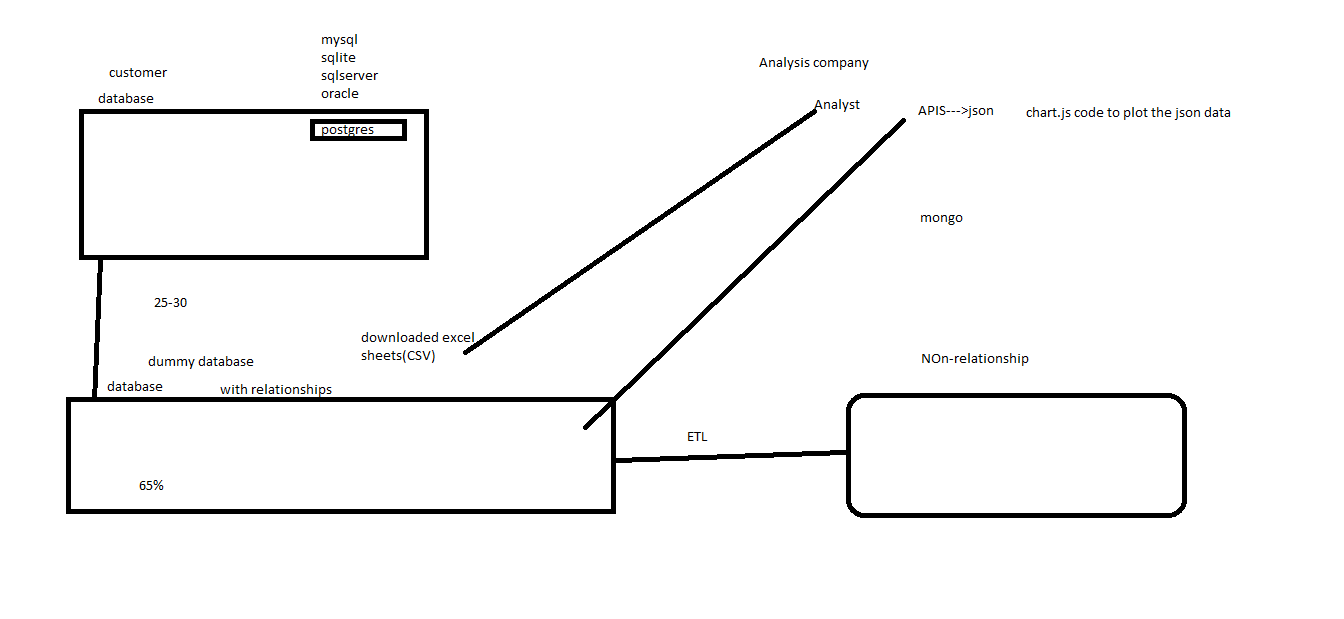 mysql
sqlite
sqlserver
oracle
customer
database
postgres
Analysis company
Analyst
APIS--->json
chart.js code to plot the json data
mongo
25-30
downloaded excel
sheets(CSV)
dummy database
database
with relationships
NOn-relationship
ETL
65%